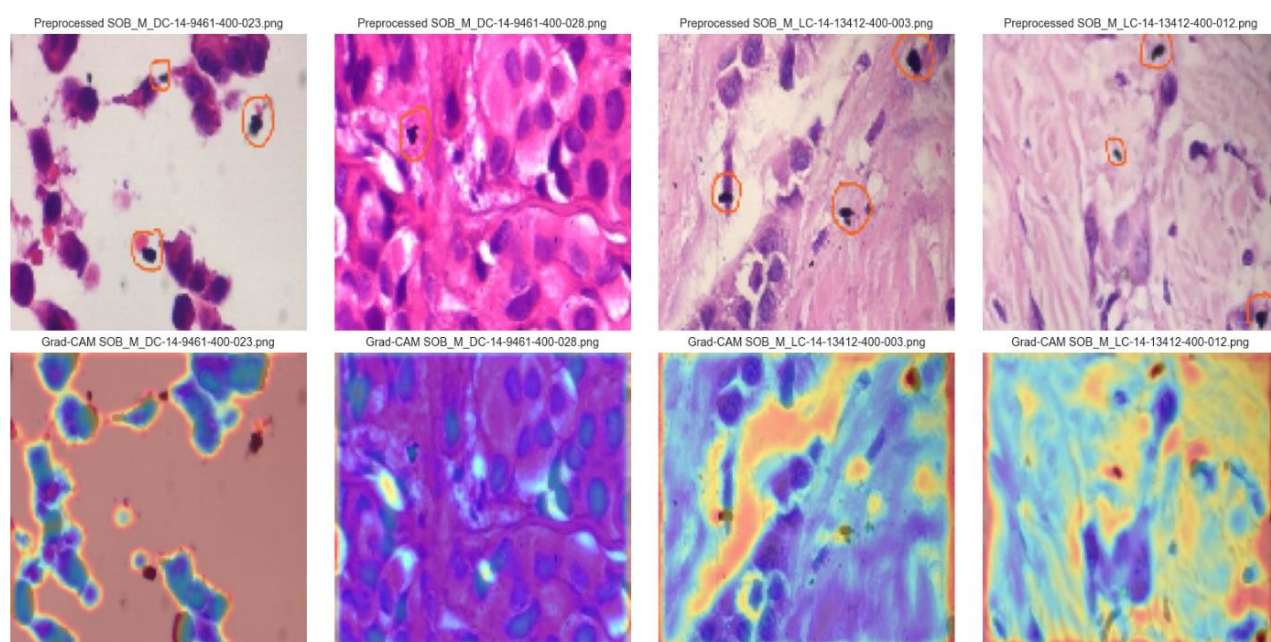 Preprocessed SOB_M_DC-14-9461-400-023.png
Preprocessed SOB_M_DC-14-9461-400-028.png
Preprocessed SOB_M_LC-14-13412-400-003.png
Preprocessed SOB_M_LC-14-13412-400-012.png
Grad-CAM SOB_M_DC-14-9461-400-023.png
Grad-CAM SOB_M_DC-14-9461-400-028.png
Grad-CAM SOB_M_LC-14-13412-400-003.png
Grad-CAM SOB_M_LC-14-13412-400-012.png